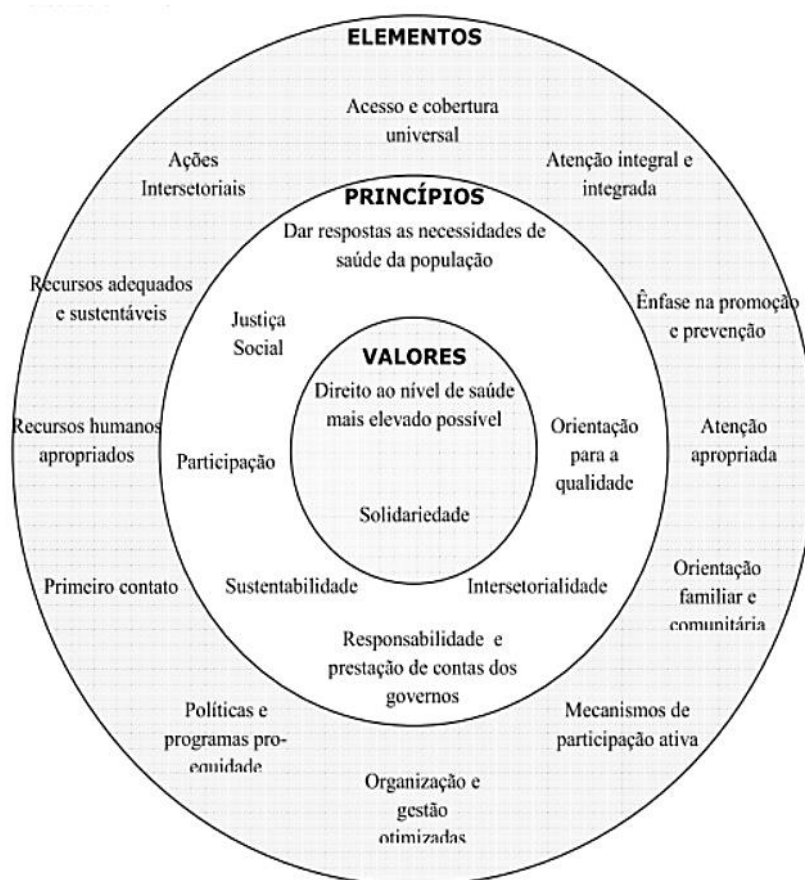 ELEMENTOS
Acesso e cobertura
universal
Ações
Intersetoriais
Atenção integral e
integrada
PRINCÍPIOS
Dar respostas as necessidades de
saúde da população
Recursos adequados
e sustentáveis
Ênfase na promoção
e prevenção
Justiça
Social
VALORES
Direito ao nível de saúde
mais elevado possível
Recursos humanos
apropriados
Participação
Orientação
para a
qualidade
Atenção
apropriada
Solidariedade
Primeiro contato
Sustentabilidade
Intersetorialidade
Orientação
familiar e
comunitária
Responsabilidade e
prestação de contas dos
governos
Políticas e
programas pro-
equidade
Mecanismos de
participação ativa
Organização e
gestão
otimizadas